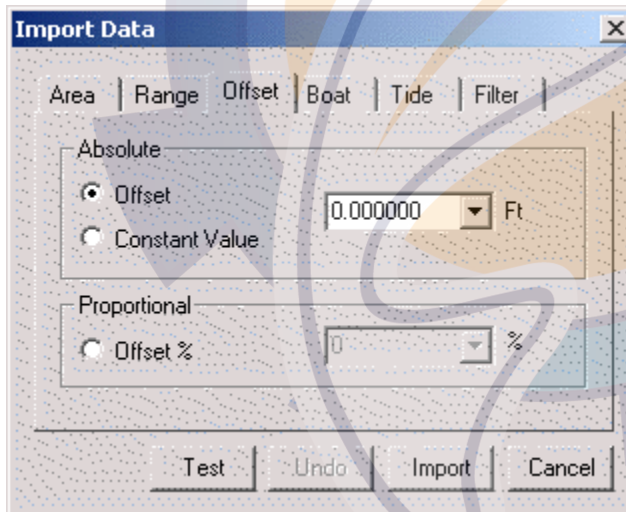 Import Data
Area Range Offset Boat Tide Filter
Absolute
Offset
0.000000 Ft
Constant Value
Proportional
Offset % 0 %
Test Undo Import Cancel